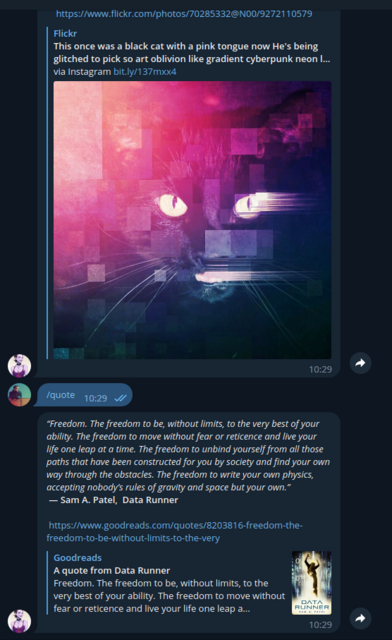 https://www.flickr.com/photos/70285332@N00/9272110579
Flickr
This once was a black cat with a pink tongue now He's being
glitched to pick so art oblivion like gradient cyberpunk neon l...
via Instagram bit.ly/137mxx4
10:29
/quote 10:29
“Freedom. The freedom to be, without limits, to the very best of your
ability. The freedom to move without fear or reticence and live your
life one leap at a time. The freedom to unbind yourself from all those
paths that have been constructed for you by society and find your own
way through the obstacles. The freedom to write your own physics,
accepting nobody's rules of gravity and space but your own.”
— Sam A. Patel, Data Runner
https://www.goodreads.com/quotes/8203816-freedom-the-
freedom-to-be-without-limits-to-the-very
Goodreads
A quote from Data Runner
Freedom. The freedom to be, without limits, to the
very best of your ability. The freedom to move without
fear or reticence and live your life one leap a...
DATA
RUNNER
10:29